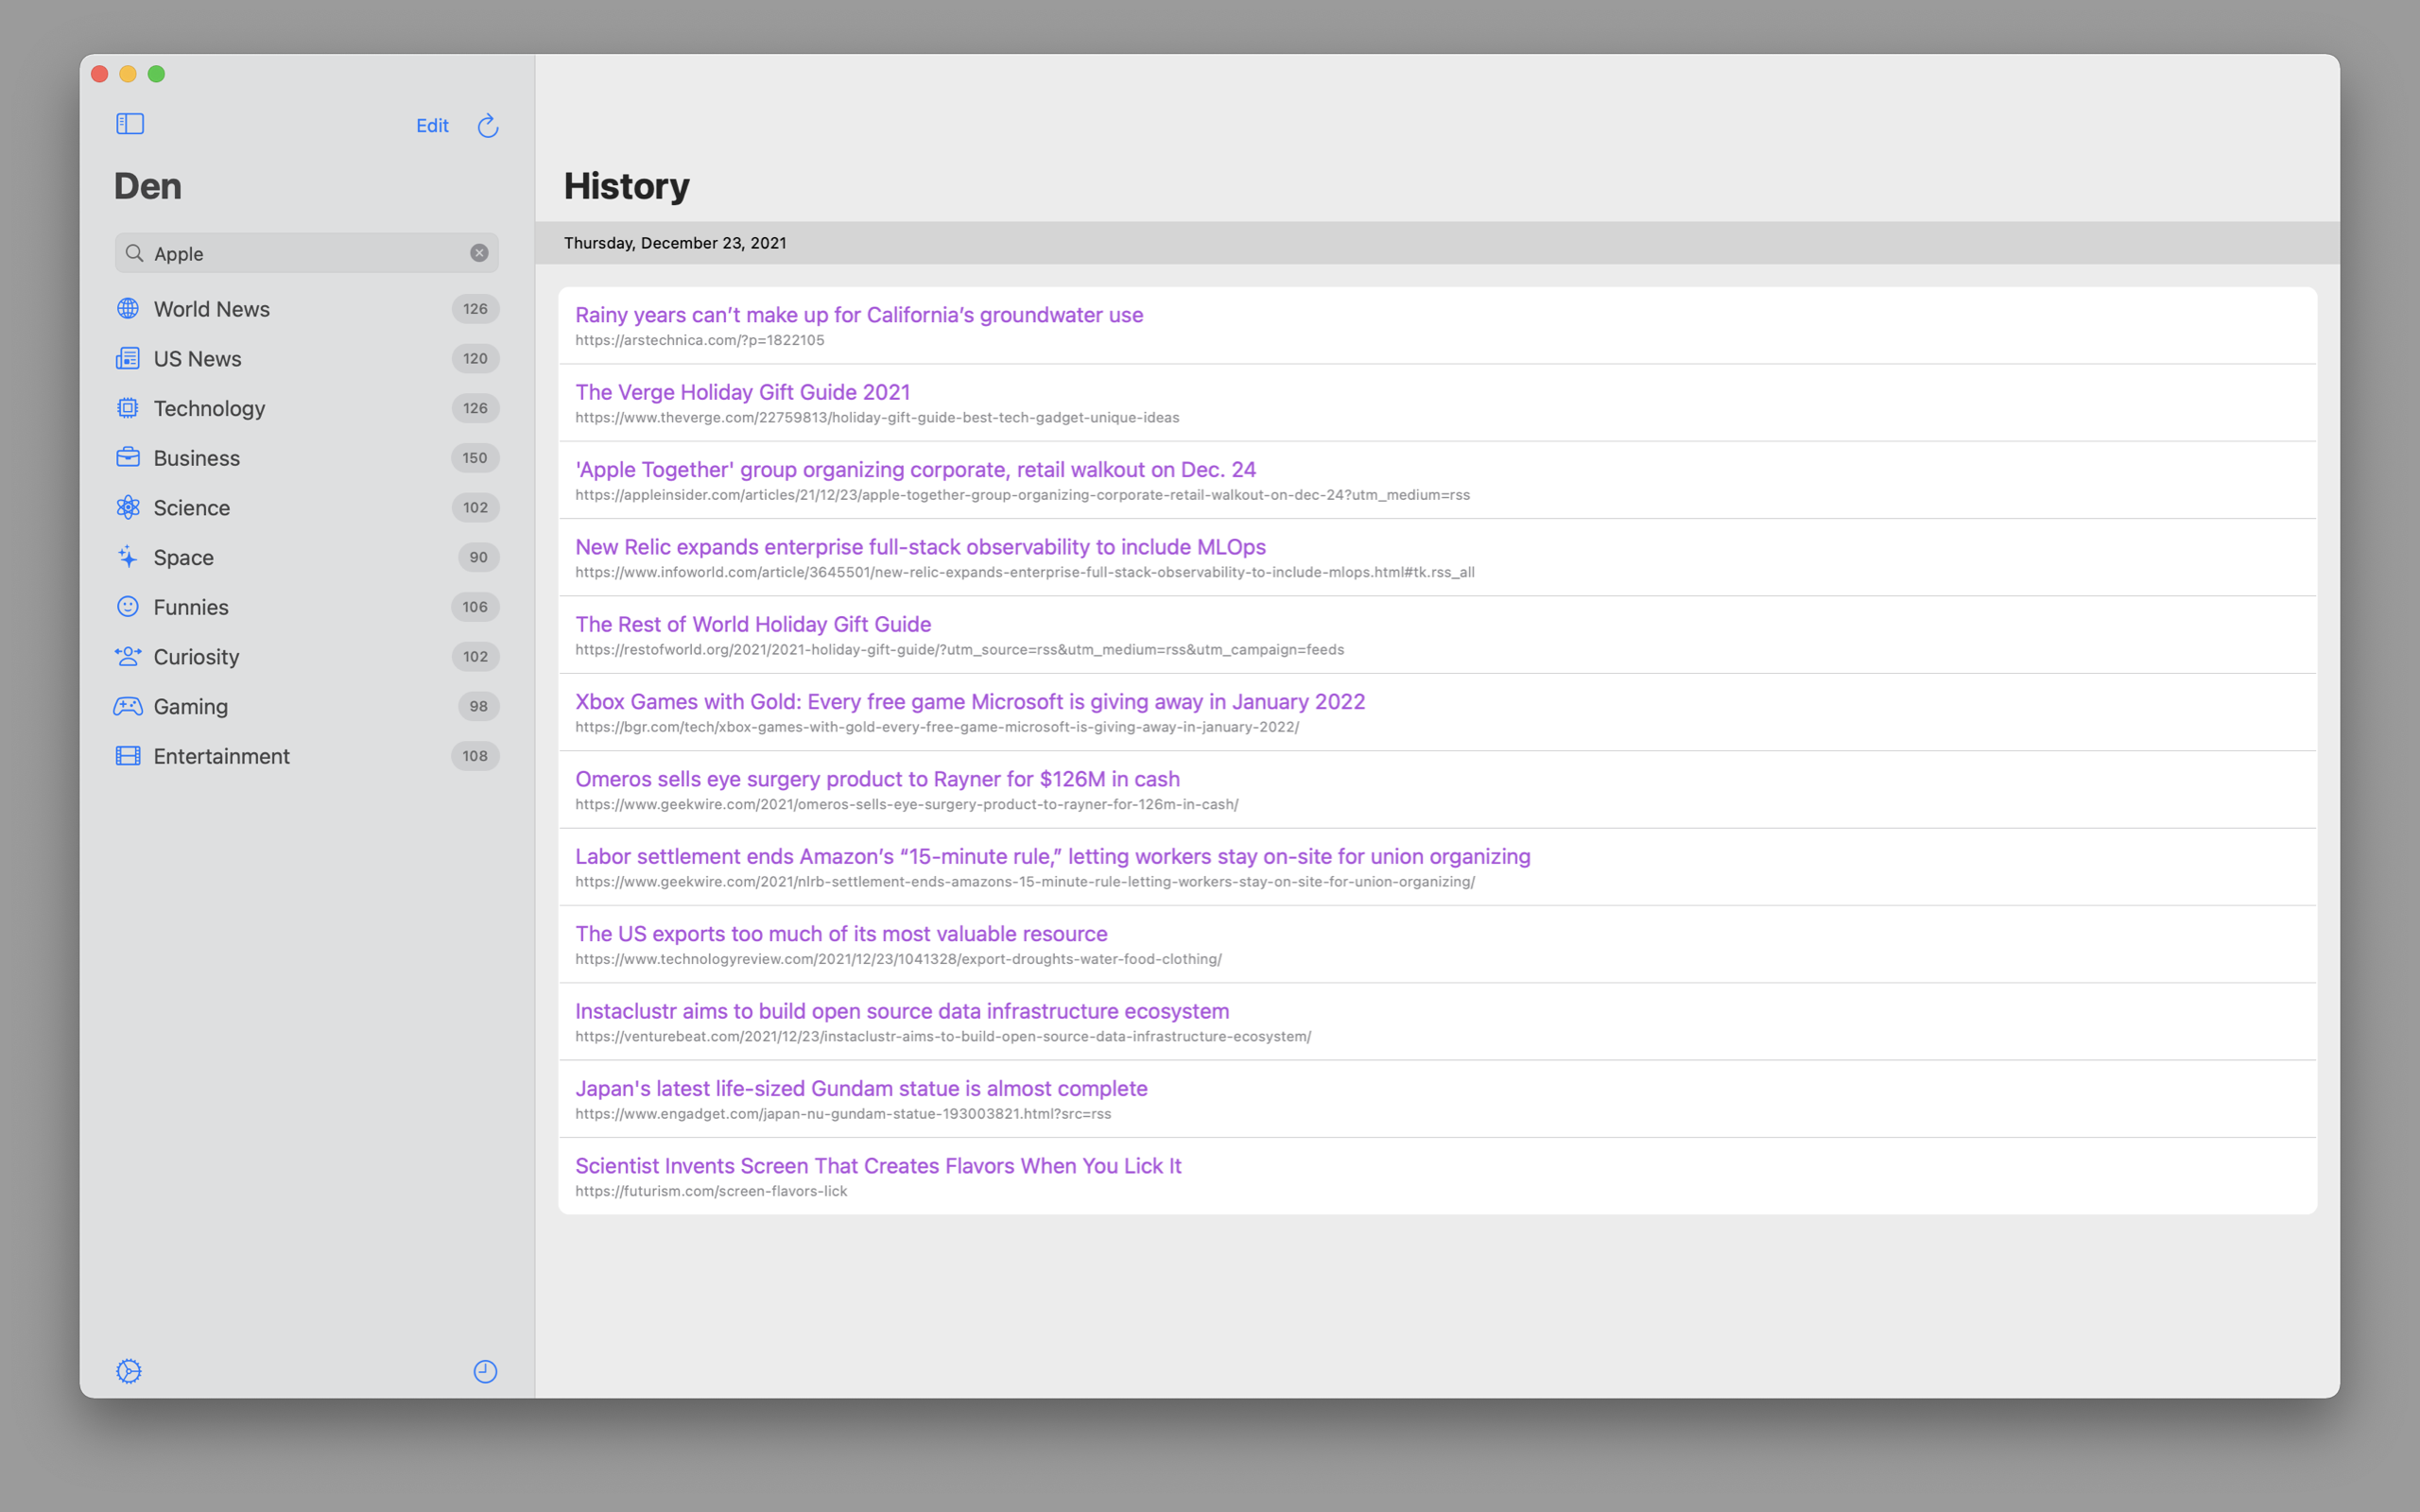 Edit
Den
Apple
World News 126
US News 120
Technology 126
Business 150
Science 102
Space 90
Funnies 106
Curiosity 102
Gaming 98
Entertainment 108
History
Thursday, December 23, 2021
Rainy years can’t make up for California’s groundwater use
https://arstechnica.com/?p=1822105
The Verge Holiday Gift Guide 2021
https://www.theverge.com/22759813/holiday-gift-guide-best-tech-gadget-unique-ideas
'Apple Together' group organizing corporate, retail walkout on Dec. 24
https://appleinsider.com/articles/21/12/23/apple-together-group-organizing-corporate-retail-walkout-on-dec-24?utm_medium=rss
New Relic expands enterprise full-stack observability to include MLOps
https://www.infoworld.com/article/3645501/new-relic-expands-enterprise-full-stack-observability-to-include-mlops.html#tk.rss_all
The Rest of World Holiday Gift Guide
https://restofworld.org/2021/2021-holiday-gift-guide/?utm_source=rss&utm_medium=rss&utm_campaign=feeds
Xbox Games with Gold: Every free game Microsoft is giving away in January 2022
https://bgr.com/tech/xbox-games-with-gold-every-free-game-microsoft-is-giving-away-in-january-2022/
Omeros sells eye surgery product to Rayner for $126M in cash
https://www.geekwire.com/2021/omeros-sells-eye-surgery-product-to-rayner-for-126m-in-cash/
Labor settlement ends Amazon’s “15-minute rule,” letting workers stay on-site for union organizing
https://www.geekwire.com/2021/nlrb-settlement-ends-amazons-15-minute-rule-letting-workers-stay-on-site-for-union-organizing/
The US exports too much of its most valuable resource
https://www.technologyreview.com/2021/12/23/1041328/export-droughts-water-food-clothing/
Instaclustr aims to build open source data infrastructure ecosystem
https://venturebeat.com/2021/12/23/instaclustr-aims-to-build-open-source-data-infrastructure-ecosystem/
Japan's latest life-sized Gundam statue is almost complete
https://www.engadget.com/japan-nu-gundam-statue-193003821.html?src=rss
Scientist Invents Screen That Creates Flavors When You Lick It
https://futurism.com/screen-flavors-lick